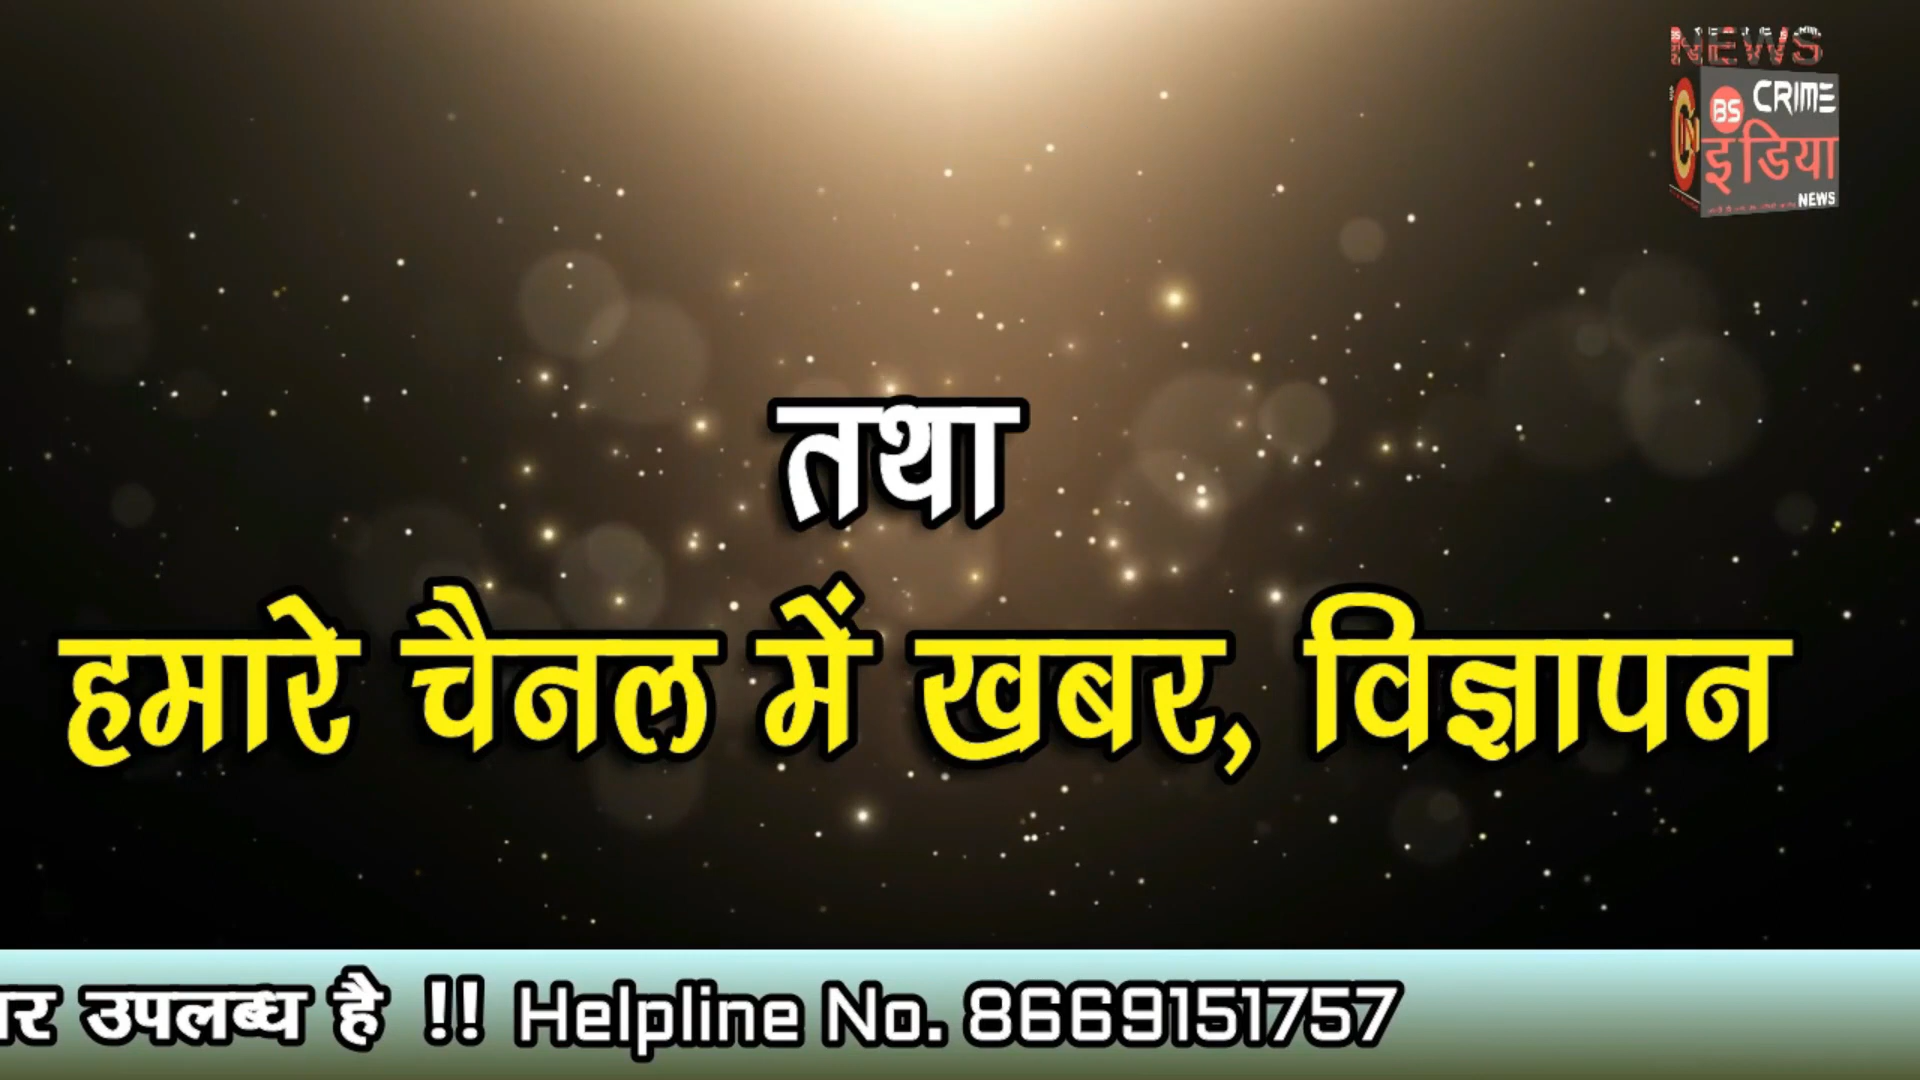 NEWS
BS CRIME
इंडिया
NEWS
तथा
हमारे चैनल में खबर, विज्ञापन
उपलब्ध है !! Helpline No. 8669151757